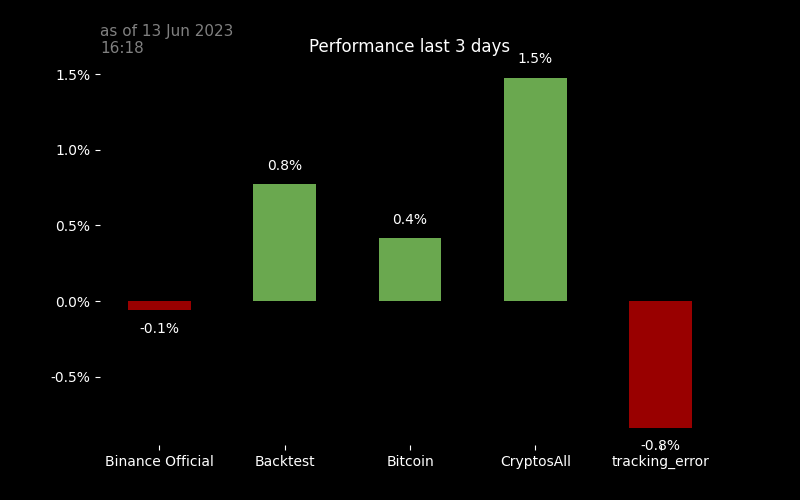 as of 13 Jun 2023
16:18
Performance last 3 days
1.5%
1.5%
1.0%
0.8%
0.5%
0.4%
0.0%
-0.1%
-0.5%
-0.8%
Binance Official
Backtest
Bitcoin
CryptosAll
tracking_error